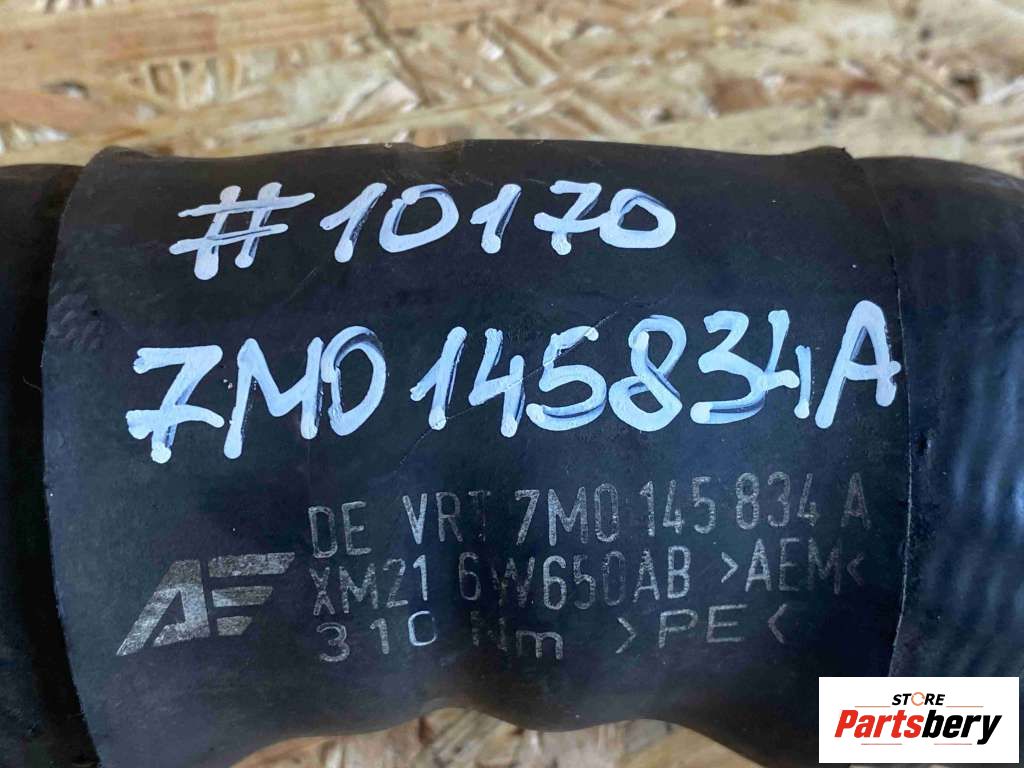 #10170
7M0145834A
DE VRT 7M0 145 834 A
XM21 6W650AB >AEM<
310 Nm >PE<
STORE
Partsbery